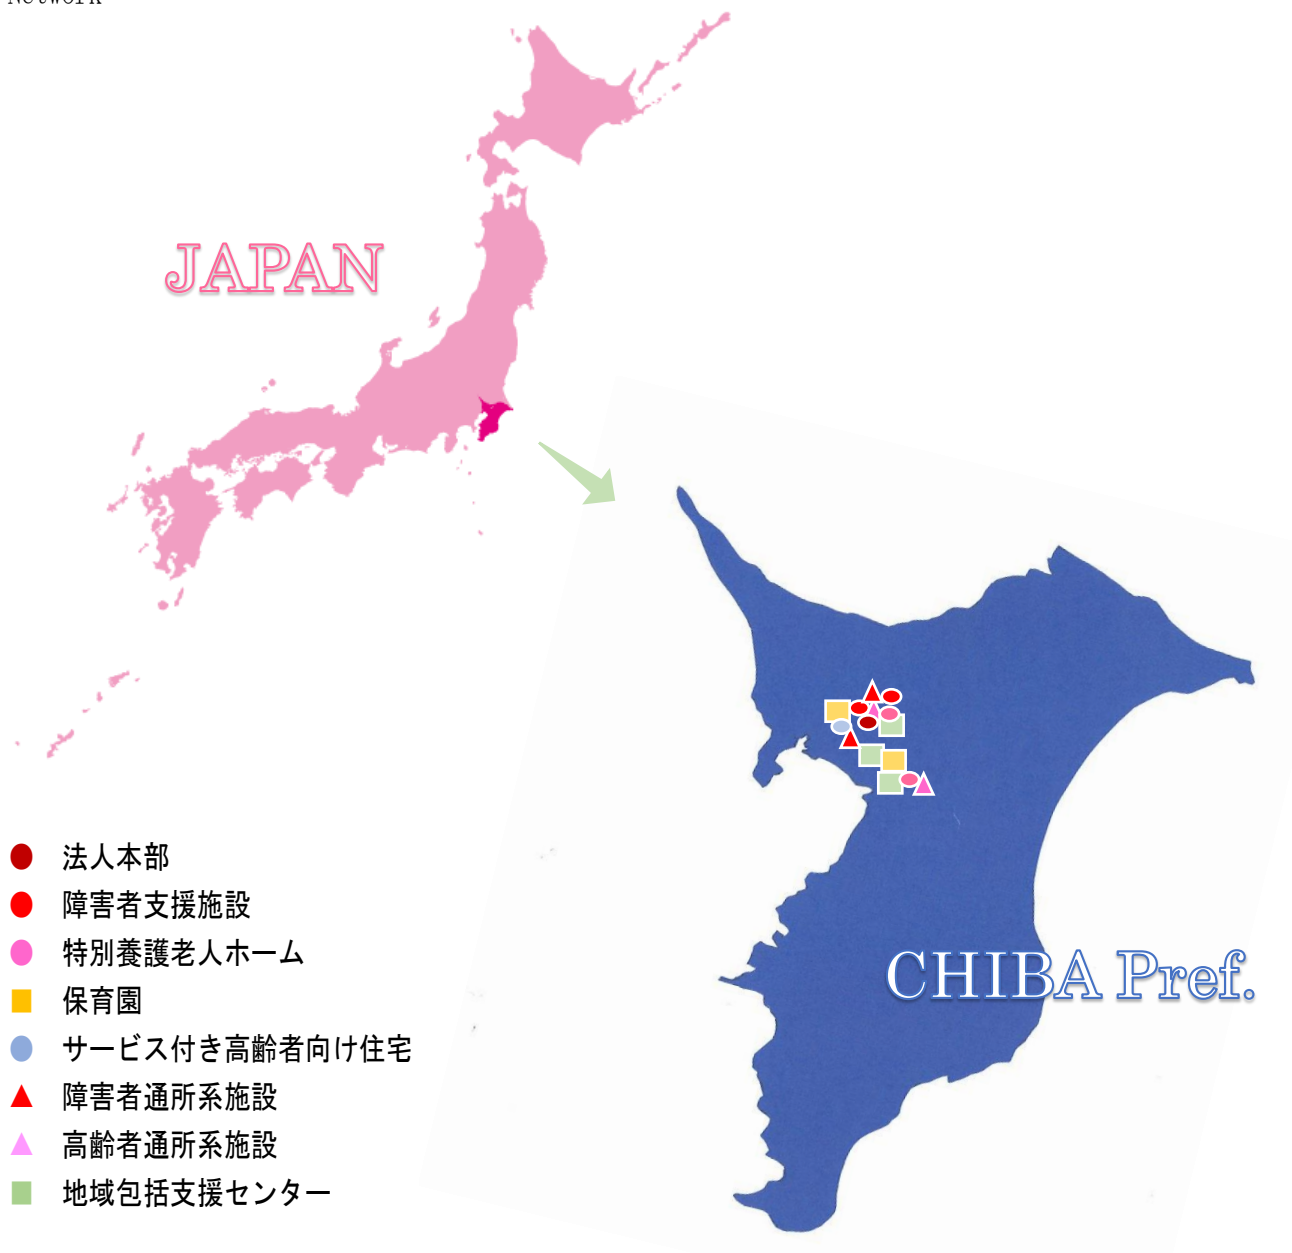 Network
JAPAN
CHIBA Pref.
法人本部
障害者支援施設
特別養護老人ホーム
保育園
サービス付き高齢者向け住宅
障害者通所系施設
高齢者通所系施設
地域包括支援センター